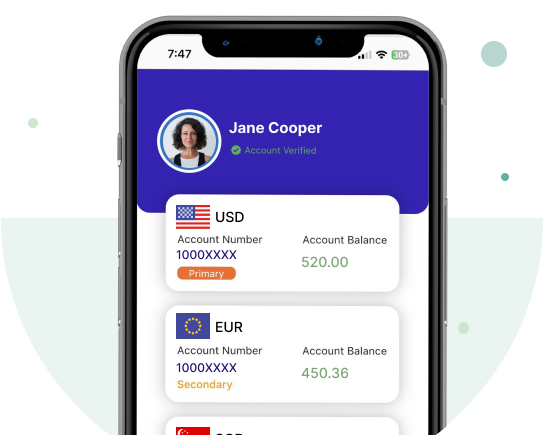 7:47
30+
Jane Cooper
Account Verified
USD
Account Number
Account Balance
1000XXXX
520.00
Primary
EUR
Account Number
Account Balance
1000XXXX
450.36
Secondary